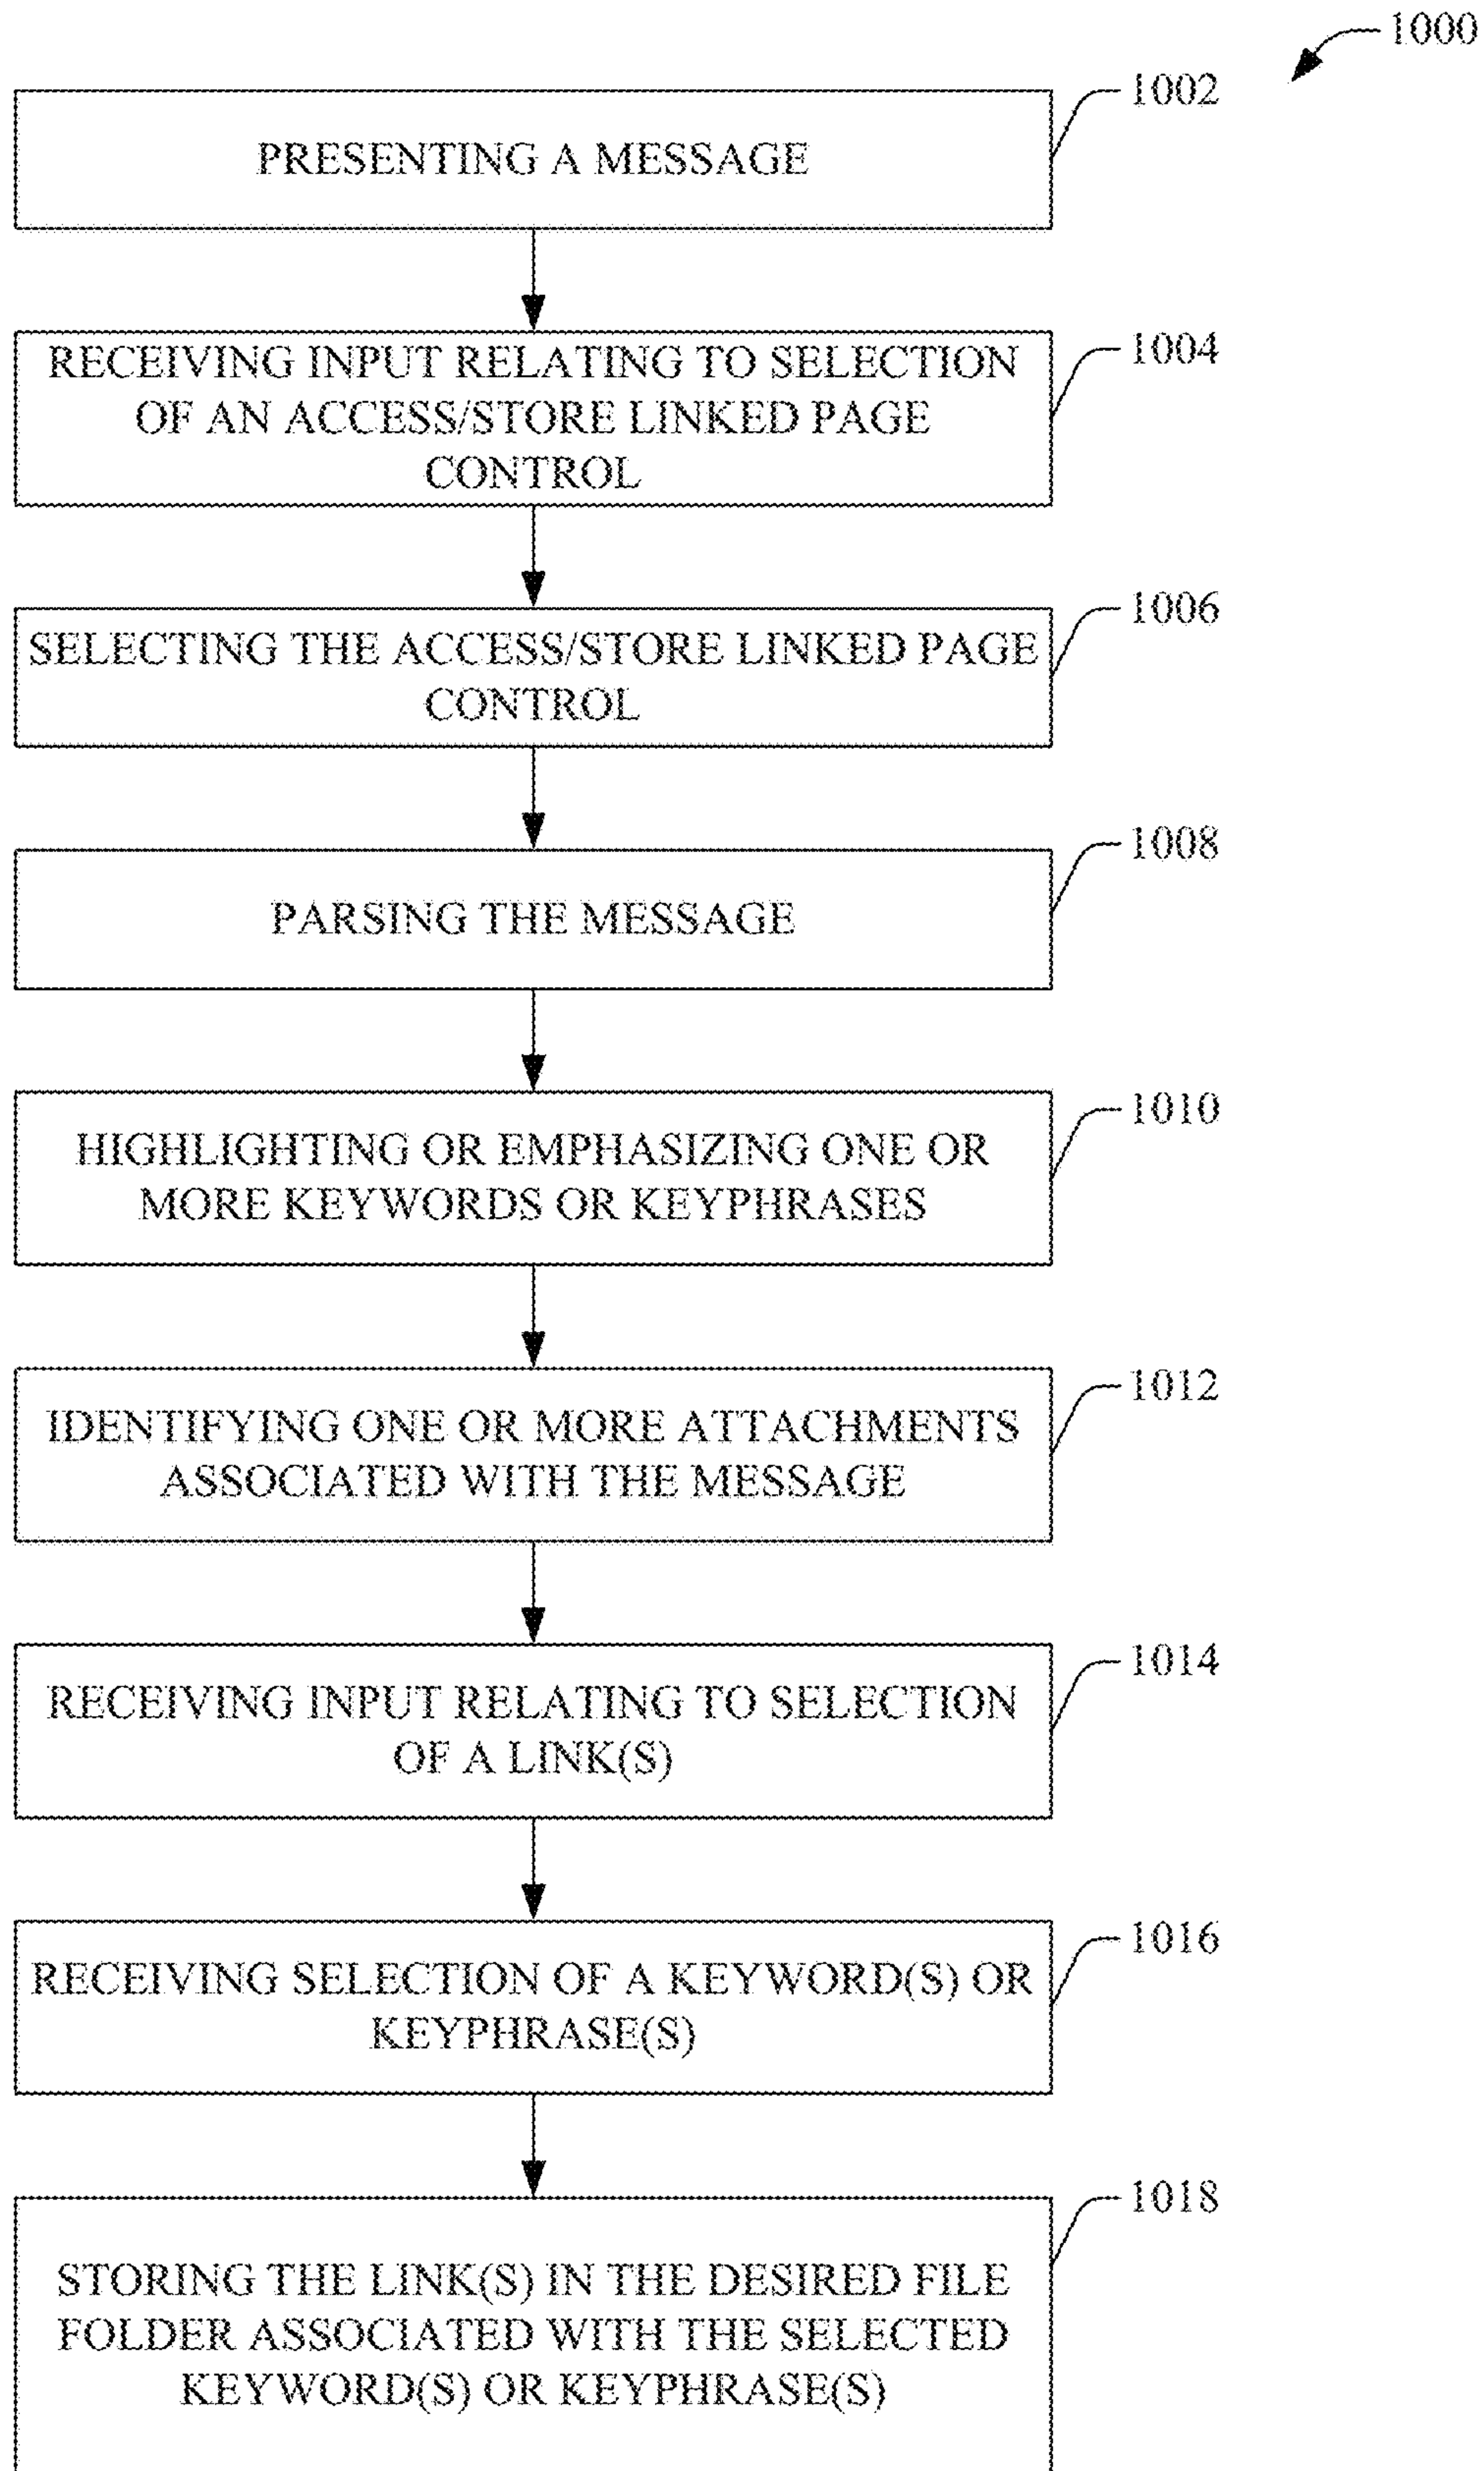 1000
1002
PRESENTING A MESSAGE
1004
RECEIVING INPUT RELATING TO SELECTION
OF AN ACCESS/STORE LINKED PAGE
CONTROL
1006
SELECTING THE ACCESS/STORE LINKED PAGE
CONTROL
1008
PARSING THE MESSAGE
1010
HIGHLIGHTING OR EMPHASIZING ONE OR
MORE KEYWORDS OR KEYPHRASES
1012
IDENTIFYING ONE OR MORE ATTACHMENTS
ASSOCIATED WITH THE MESSAGE
1014
RECEIVING INPUT RELATING TO SELECTION
OF A LINK(S)
1016
RECEIVING SELECTION OF A KEYWORD(S) OR
KEYPHRASE(S)
1018
STORING THE LINK(S) IN THE DESIRED FILE
FOLDER ASSOCIATED WITH THE SELECTED
KEYWORD(S) OR KEYPHRASE(S)